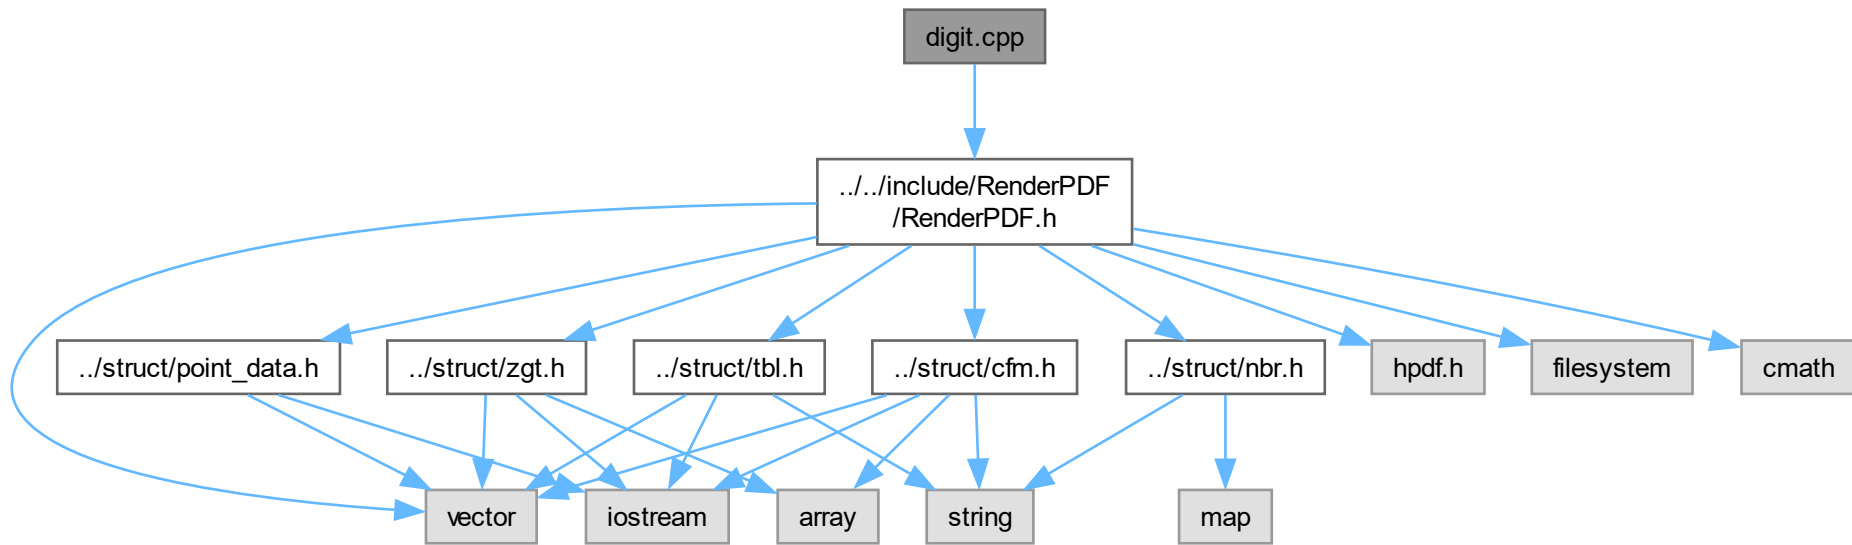 digit.cpp
../../include/RenderPDF
/RenderPDF.h
../struct/point_data.h
../struct/zgt.h
../struct/tbl.h
../struct/cfm.h
../struct/nbr.h
hpdf.h
filesystem
cmath
vector
iostream
array
string
map